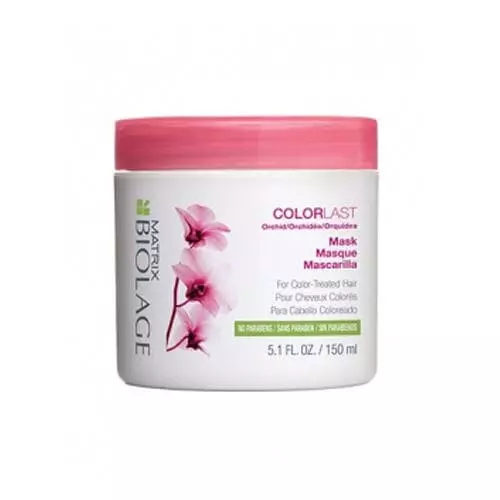 MATRIX
BIOLAGE
COLORLAST
Orchid/Orchidée/Orquídea
Mask
Masque
Mascarilla
For Color-Treated Hair
Pour Cheveux Colorés
Para Cabello Coloreado
NO PARABENS / SANS PARABEN / SIN PARABENOS
5.1 FL. OZ. / 150 ml